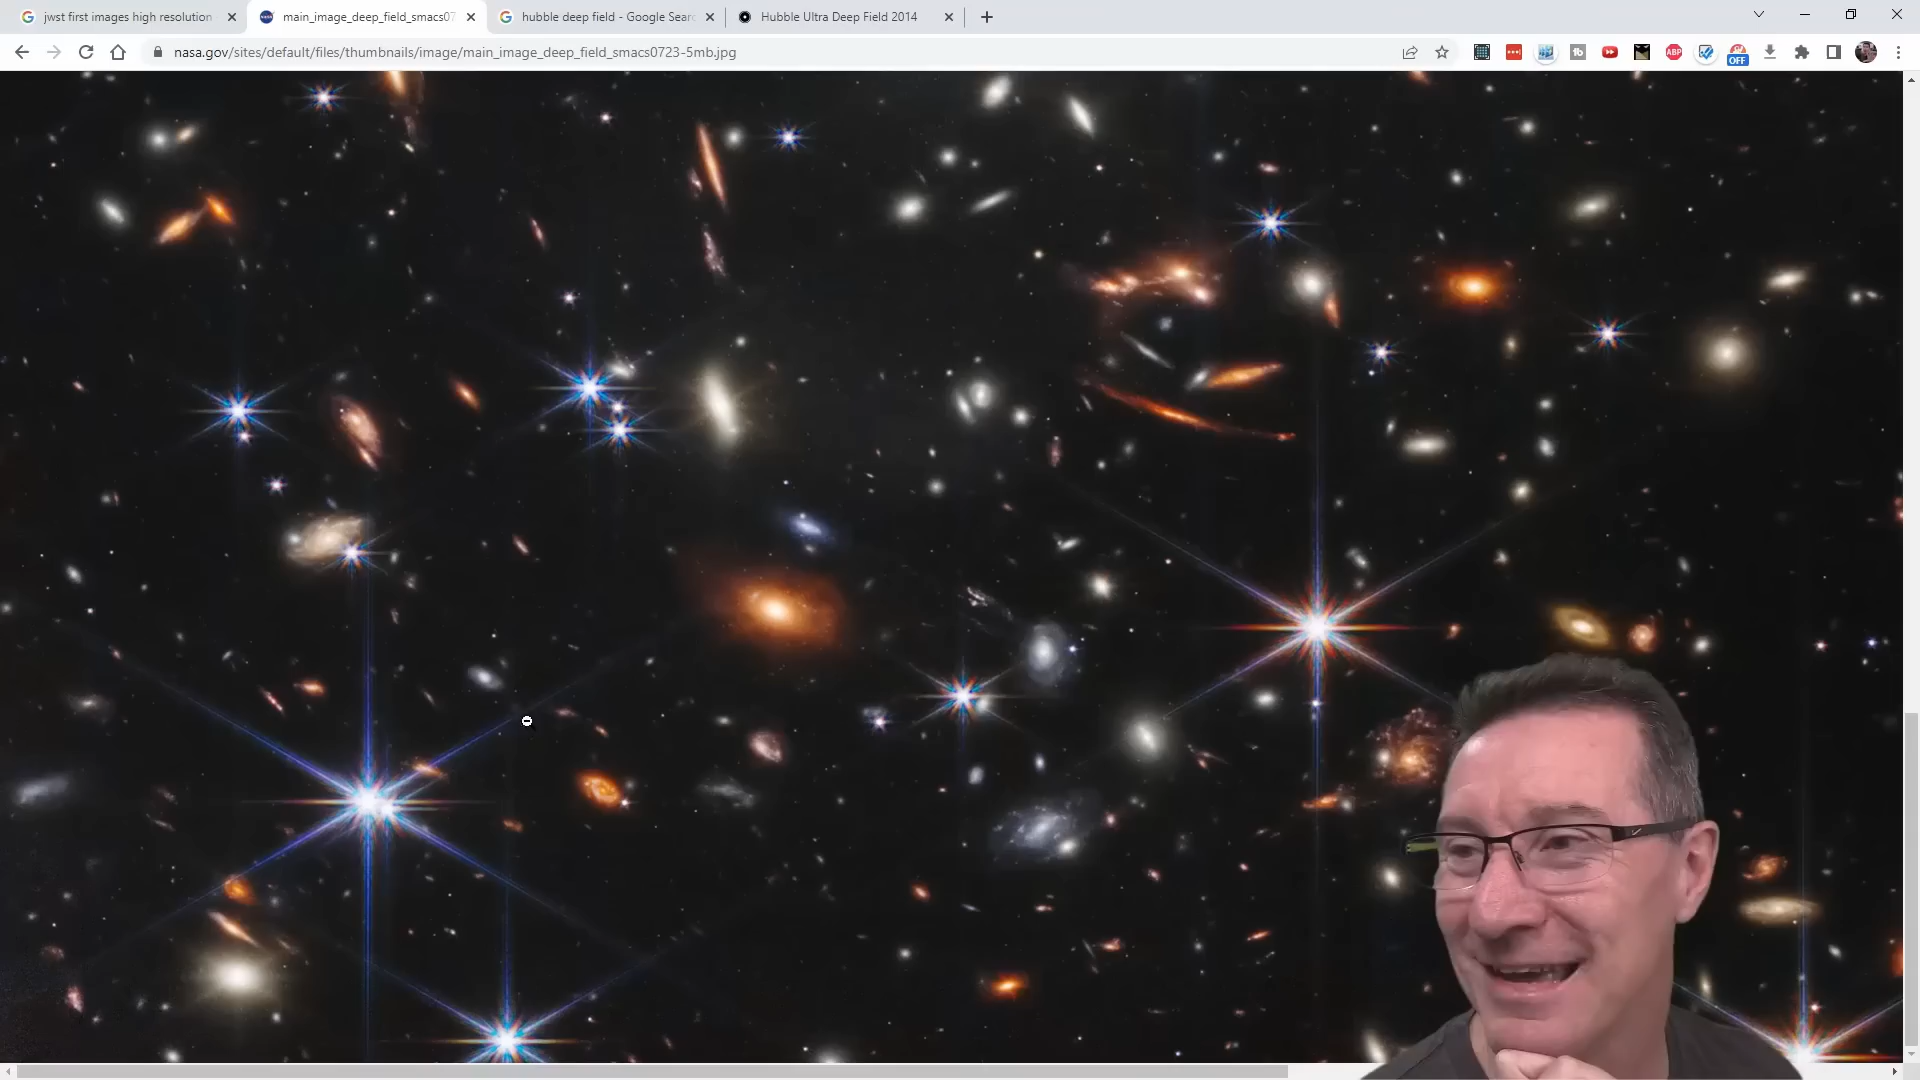 jwst first images high resolution
main_image_deep_field_smacs07
hubble deep field - Google Sear
Hubble Ultra Deep Field 2014
nasa.gov/sites/default/files/thumbnails/image/main_image_deep_field_smacs0723-5mb.jpg
ABP
OFF